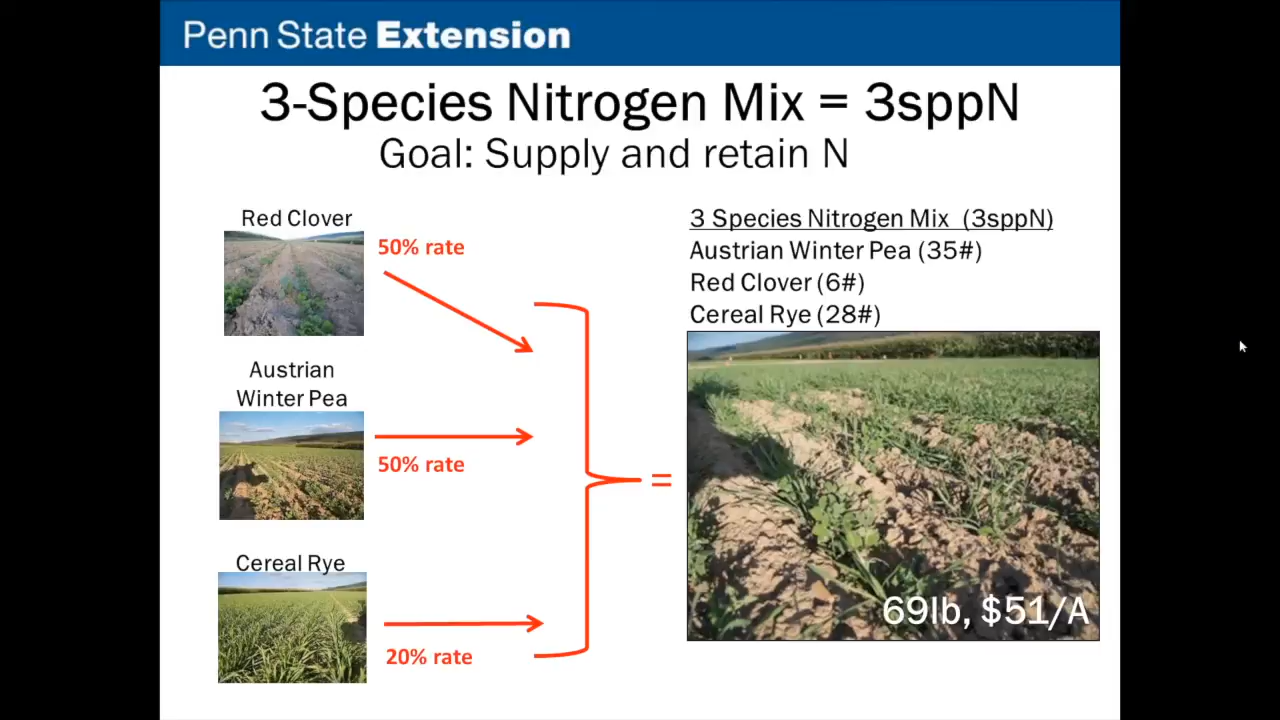 Penn State Extension
3-Species Nitrogen Mix = 3sppN
Goal: Supply and retain N
Red Clover
50% rate
Austrian
Winter Pea
50% rate
Cereal Rye
20% rate
=
3 Species Nitrogen Mix (3sppN)
Austrian Winter Pea (35#)
Red Clover (6#)
Cereal Rye (28#)
69lb, $51/A